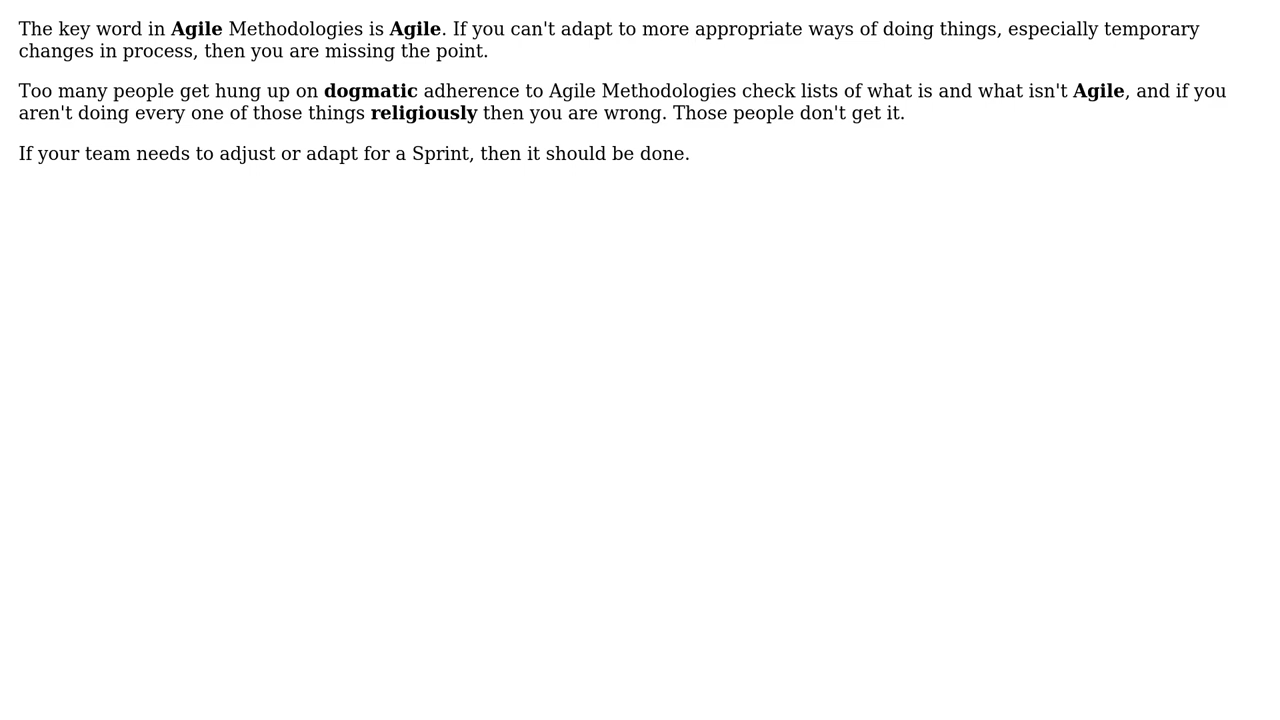 The key word in Agile Methodologies is Agile. If you can't adapt to more appropriate ways of doing things, especially temporary
changes in process, then you are missing the point.
Too many people get hung up on dogmatic adherence to Agile Methodologies check lists of what is and what isn't Agile, and if you
aren't doing every one of those things religiously then you are wrong. Those people don't get it.
If your team needs to adjust or adapt for a Sprint, then it should be done.